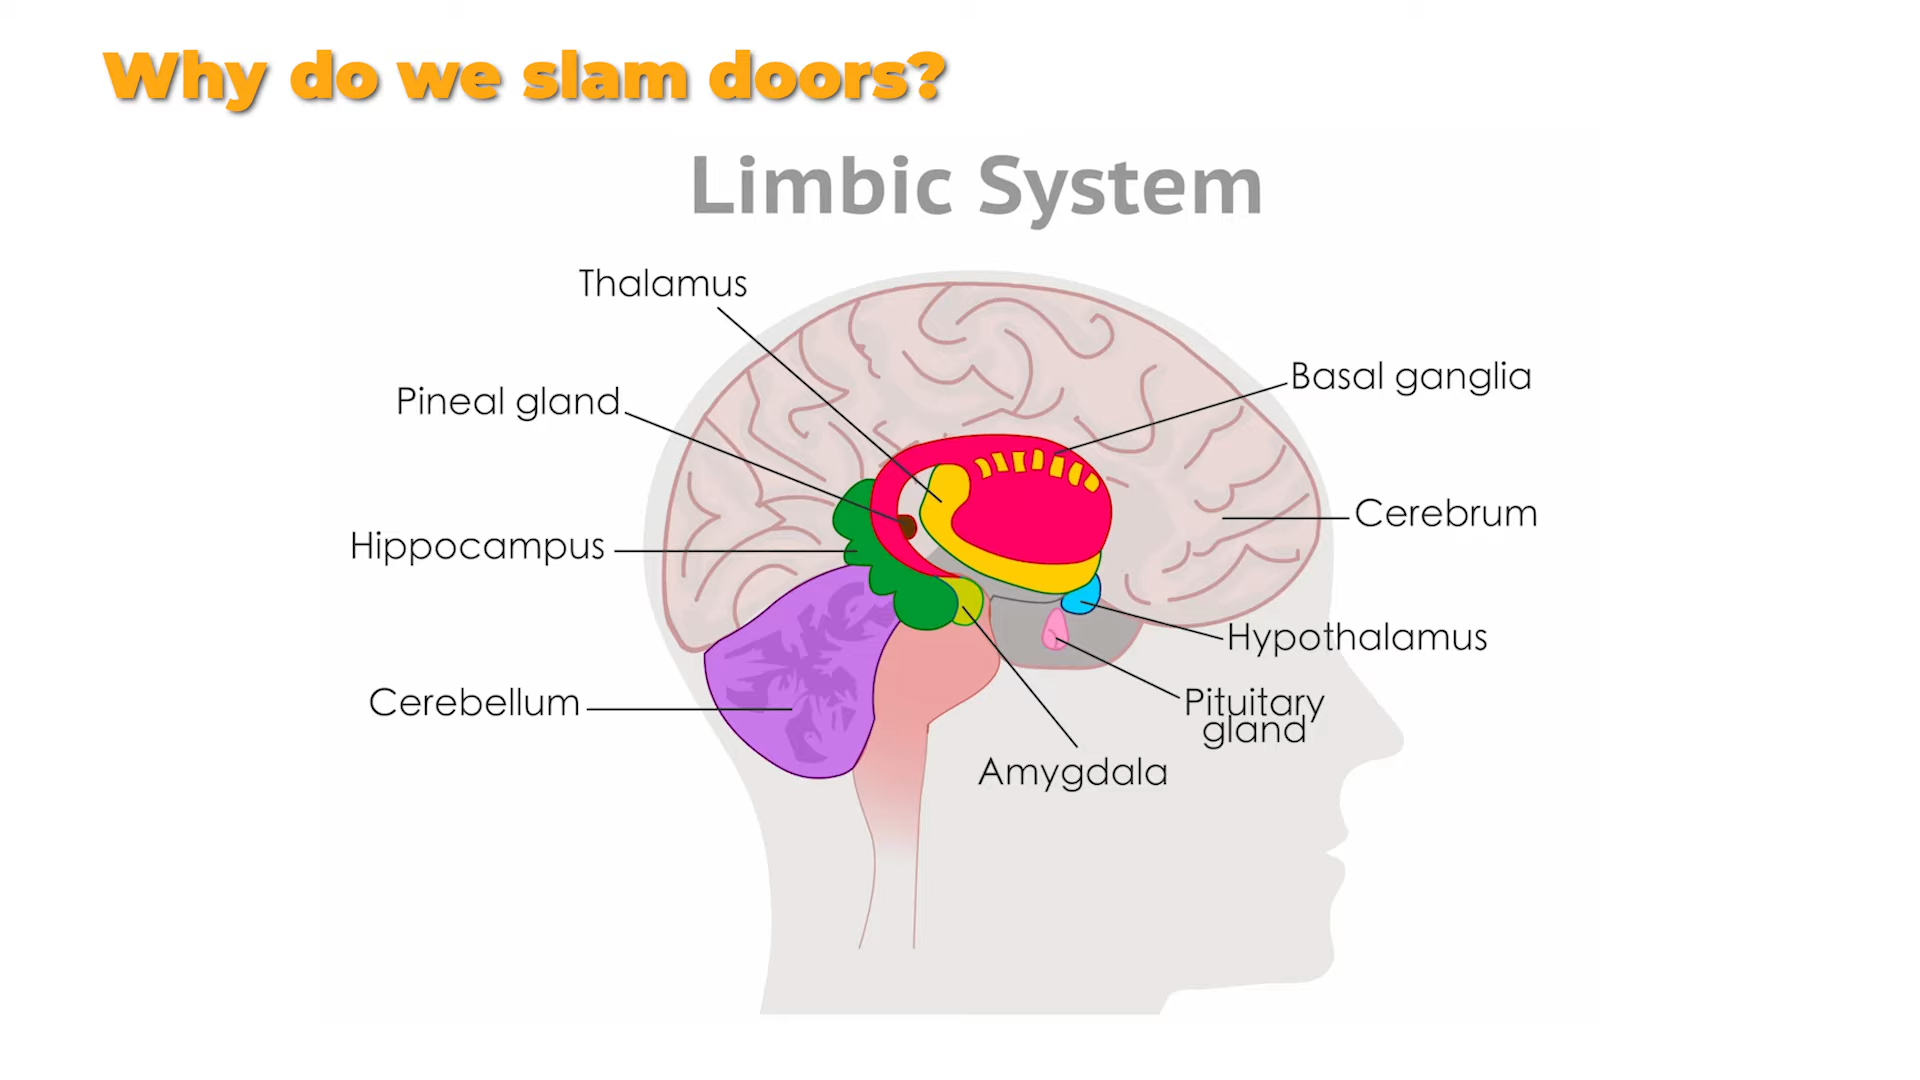 Why do we slam doors?
Limbic System
Thalamus
Basal ganglia
Pineal gland
Cerebrum
Hippocampus
Hypothalamus
Cerebellum
Pituitary
gland
Amygdala